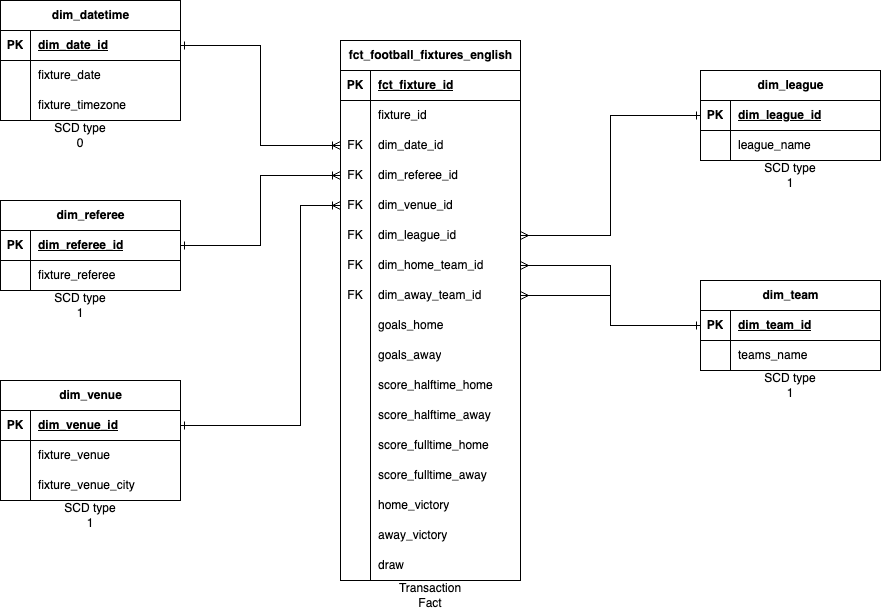 dim_datetime
PK dim_date_id
fixture_date
fixture_timezone
SCD type
0
dim_referee
PK dim_referee_id
fixture_referee
SCD type
1
dim_venue
PK dim_venue_id
fixture_venue
fixture_venue_city
SCD type
1
fct_football_fixtures_english
PK fct_fixture_id
fixture_id
FK dim_date_id
FK dim_referee_id
FK dim_venue_id
FK dim_league_id
FK dim_home_team_id
FK dim_away_team_id
goals_home
goals_away
score_halftime_home
score_halftime_away
score_fulltime_home
score_fulltime_away
home_victory
away_victory
draw
Transaction
Fact
dim_league
PK dim_league_id
league_name
SCD type
1
dim_team
PK dim_team_id
teams_name
SCD type
1